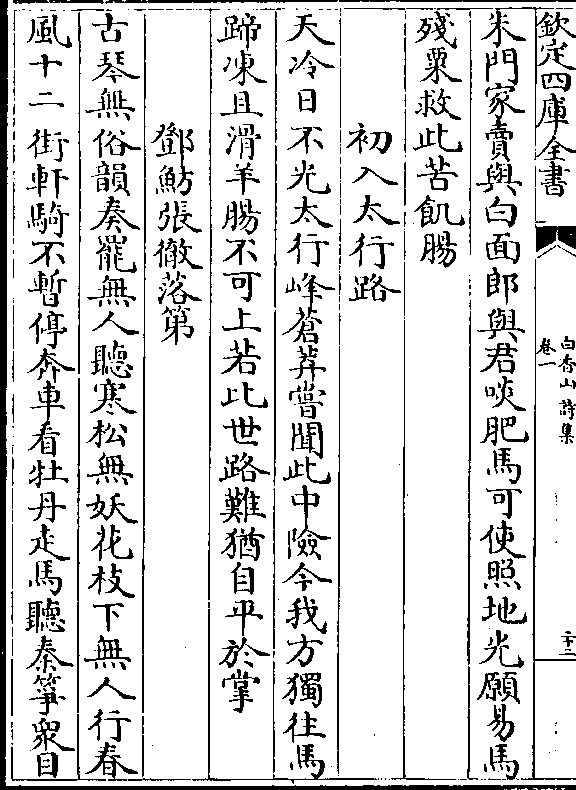 欽定四庫全書
白香山詩集
卷一
二十三
朱門家賣與白面郎與君啖肥馬可使照地光願易馬
殘粟救此苦飢腸
初入太行路
天冷日不光太行峰蒼莽嘗聞此中險今我方獨往馬
蹄凍且滑羊腸不可上若比世路難猶自平於掌
鄧魴張徹落第
古琴無俗韻奏罷無人聽寒松無妖花枝下無人行春
風十二街軒騎不暫停奔車看牡丹走馬聽秦箏衆目